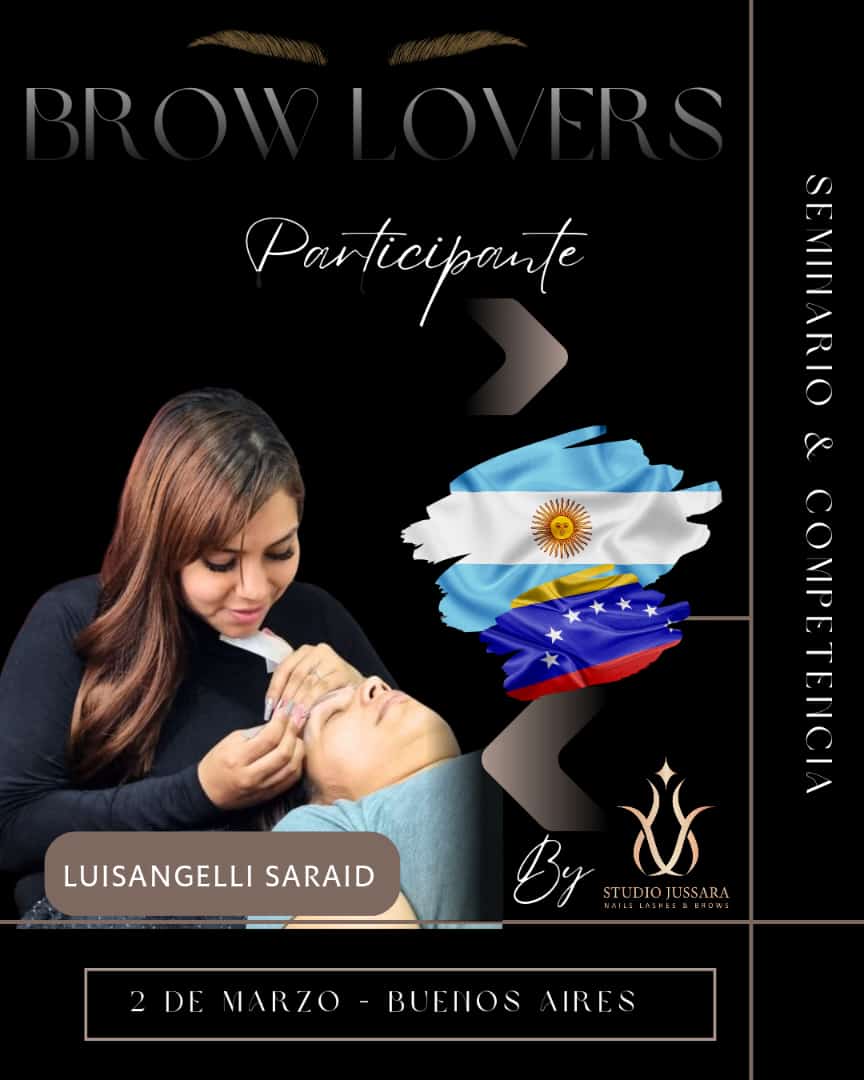 BROW LOVERS
Participante
SEMINARIO & COMPETENCIA
LUISANGELLI SARAID
By
STUDIO JUSSARA
NAILS LASHES & BROWS
2 DE MARZO - BUENOS AIRES